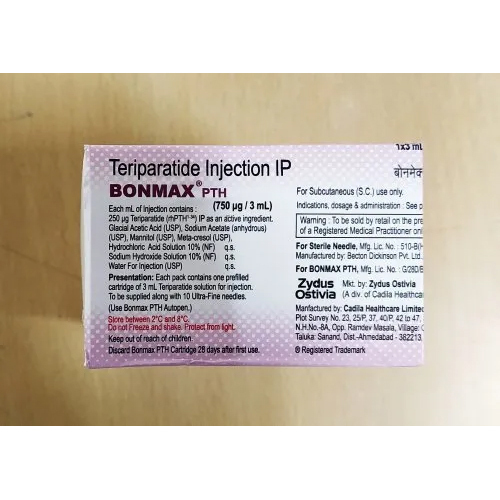 1x3 mL
Teriparatide Injection IP
BONMAX® PTH
Each mL of Injection contains : (750 µg / 3 mL)
250 µg Teriparatide (rhPTH¹⁻³⁴) IP as an active ingredient.
Glacial Acetic Acid (USP), Sodium Acetate (anhydrous)
(USP), Mannitol (USP), Meta-cresol (USP),
Hydrochloric Acid Solution 10% (NF) q.s.
Sodium Hydroxide Solution 10% (NF) q.s.
Water For Injection (USP) q.s.
Presentation: Each pack contains one prefilled
cartridge of 3 mL Teriparatide solution for injection.
To be supplied along with 10 Ultra-Fine needles.
(Use Bonmax PTH Autopen.)
Store between 2°C and 8°C.
Do not Freeze and shake. Protect from light.
Keep out of reach of children.
Discard Bonmax PTH Cartridge 28 days after first use.
बोनमैक
For Subcutaneous (S.C.) use only.
Indications, dosage & administration : See p
Warning : To be sold by retail on the pre
of a Registered Medical Practitioner onl
For Sterile Needle, Mfg. Lic. No. : 510-B(H
Manufactured by: Becton Dickinson Pvt. Ltd.,
For BONMAX PTH, Mfg. Lic. No. : G/28D/8
Zydus Ostivia
Mkt. by: Zydus Ostivia
(A div. of Cadila Healthcar
Manfactured by: Cadila Healthcare Limited
Plot Survey No. 23, 25/P, 37, 40/P, 42 to 47
N.H.No.-8A, Opp. Ramdev Masala, Village: C
Taluka: Sanand, Dist.-Ahmedabad - 382213
® Registered Trademark